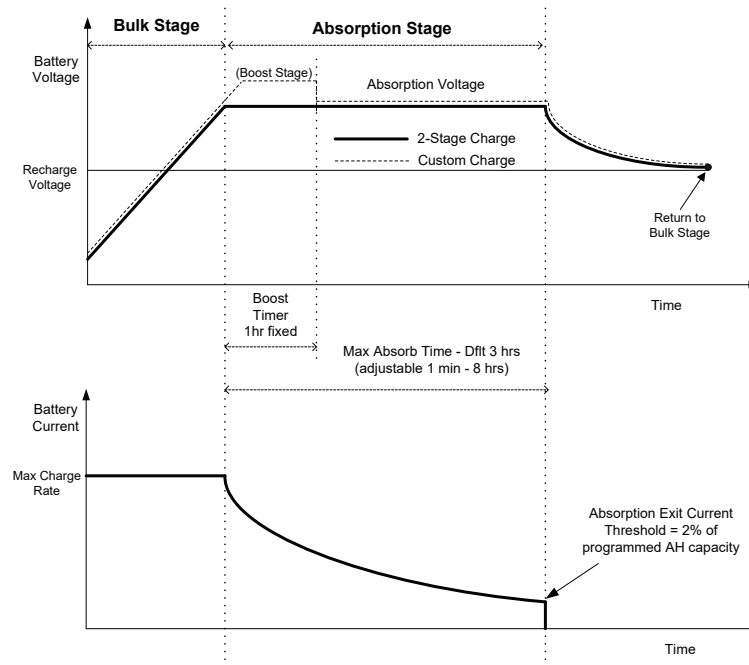 Bulk Stage
Absorption Stage
Battery
Voltage
(Boost Stage)
Absorption Voltage
2-Stage Charge
Custom Charge
Recharge
Voltage
Return to
Bulk Stage
Time
Boost
Timer
1hr fixed
Max Absorb Time - Dflt 3 hrs
(adjustable 1 min - 8 hrs)
Battery
Current
Max Charge
Rate
Absorption Exit Current
Threshold = 2% of
programmed AH capacity
Time